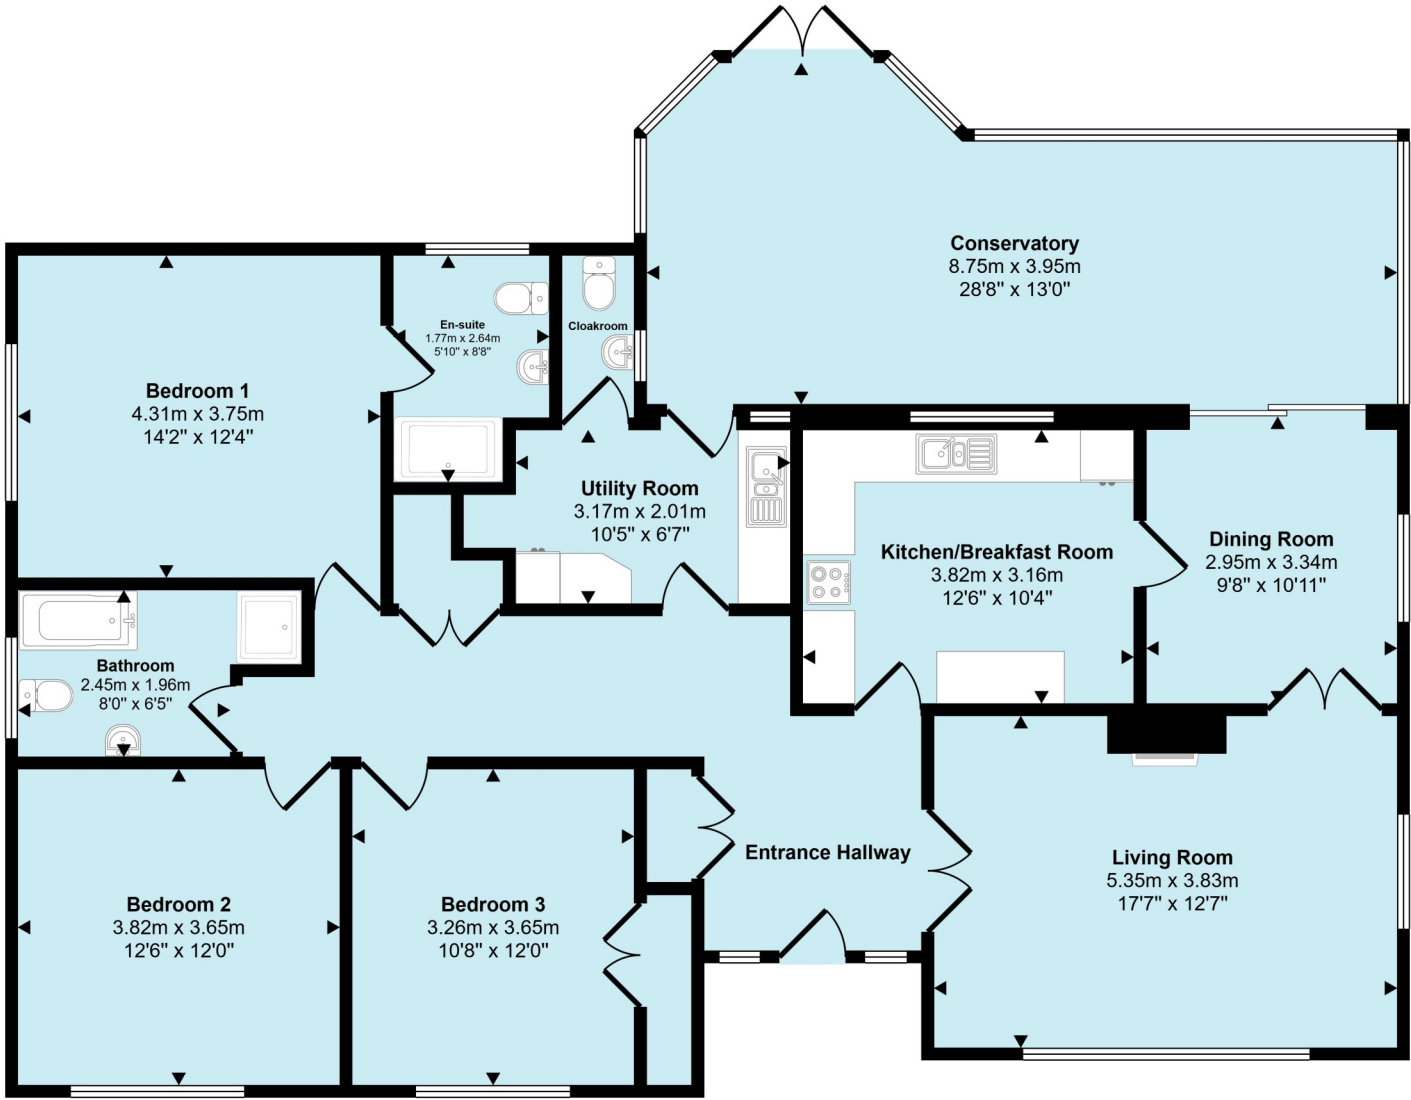 Conservatory
8.75m x 3.95m
28'8" x 13'0"
En-suite
1.77m x 2.64m
5'10" x 8'8"
Cloakroom
Bedroom 1
4.31m x 3.75m
14'2" x 12'4"
Utility Room
3.17m x 2.01m
10'5" x 6'7"
Kitchen/Breakfast Room
3.82m x 3.16m
12'6" x 10'4"
Dining Room
2.95m x 3.34m
9'8" x 10'11"
Bathroom
2.45m x 1.96m
8'0" x 6'5"
Entrance Hallway
Living Room
5.35m x 3.83m
17'7" x 12'7"
Bedroom 2
3.82m x 3.65m
12'6" x 12'0"
Bedroom 3
3.26m x 3.65m
10'8" x 12'0"